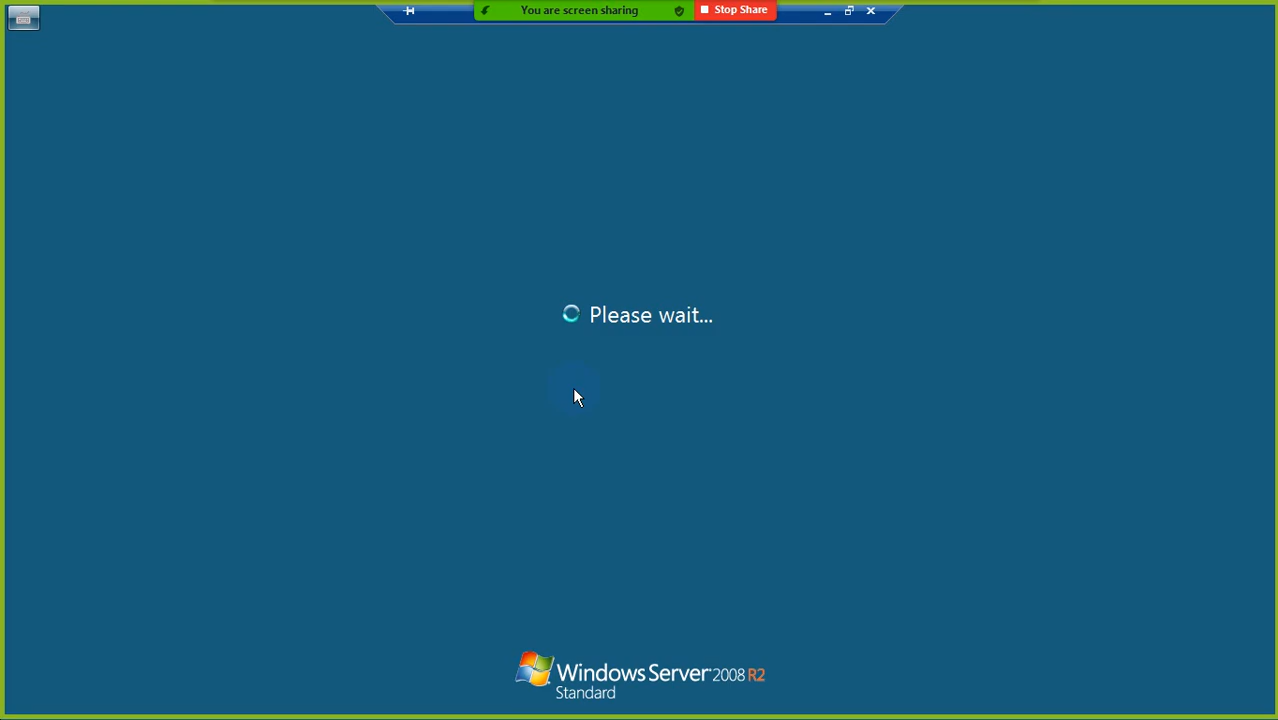 You are screen sharing
Stop Share
Please wait...
Windows Server 2008 R2
Standard